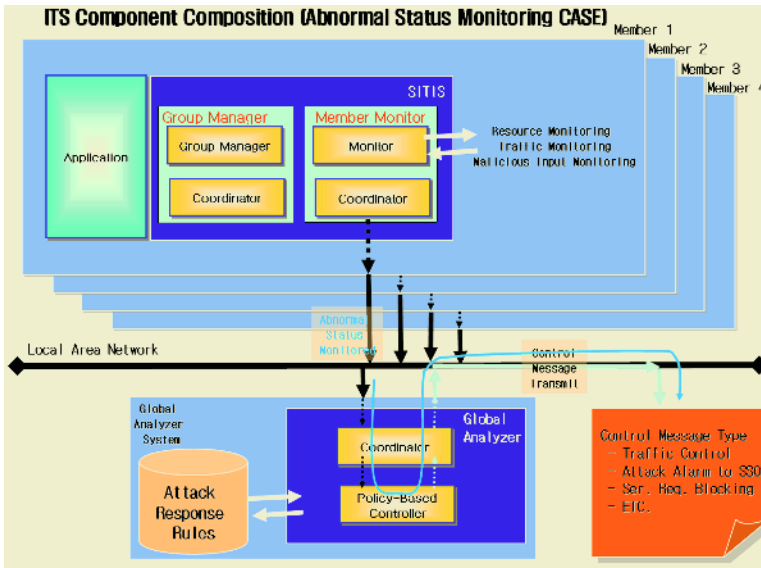 ITS Component Composition (Abnormal Status Monitoring CASE)
Member 1
Member 2
Member 3
Member 4
SITIS
Group Manager
Member Monitor
Application
Group Manager
Monitor
Coordinator
Coordinator
Resource Monitoring
Traffic Monitoring
Malicious Input Monitoring
Abnormal
Status
Monitored
Local Area Network
Control
Message
Transmit
Global
Analyzer
System
Global
Analyzer
Coordinator
Policy-Based
Controller
Attack
Response
Rules
Control Message Type
- Traffic Control
- Attack Alarm to SSO
- Ser. Req. Blocking
- ETC.